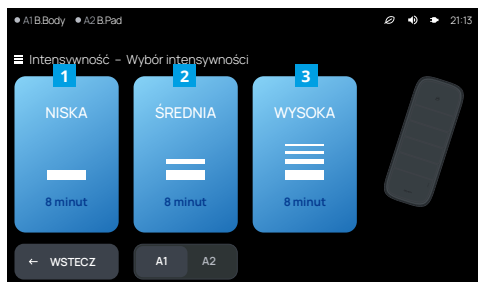 A1 B.Body A2 B.Pad 21:13
Intensywność – Wybór intensywności
1 2 3
NISKA ŚREDNIA WYSOKA
8 minut 8 minut 8 minut
← WSTECZ A1 A2